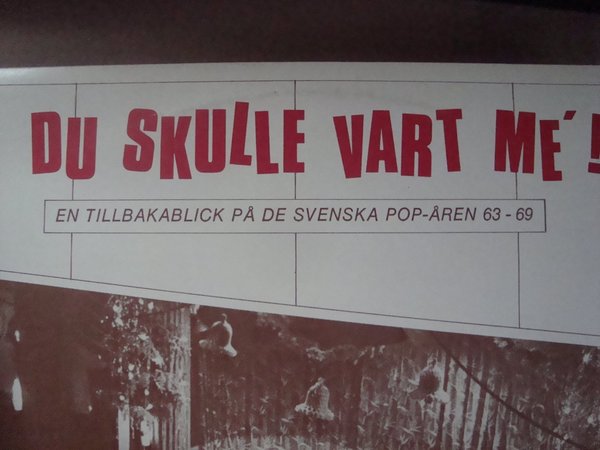 DU SKULLE VART ME´!
EN TILLBAKABLICK PÅ DE SVENSKA POP-ÅREN 63 - 69